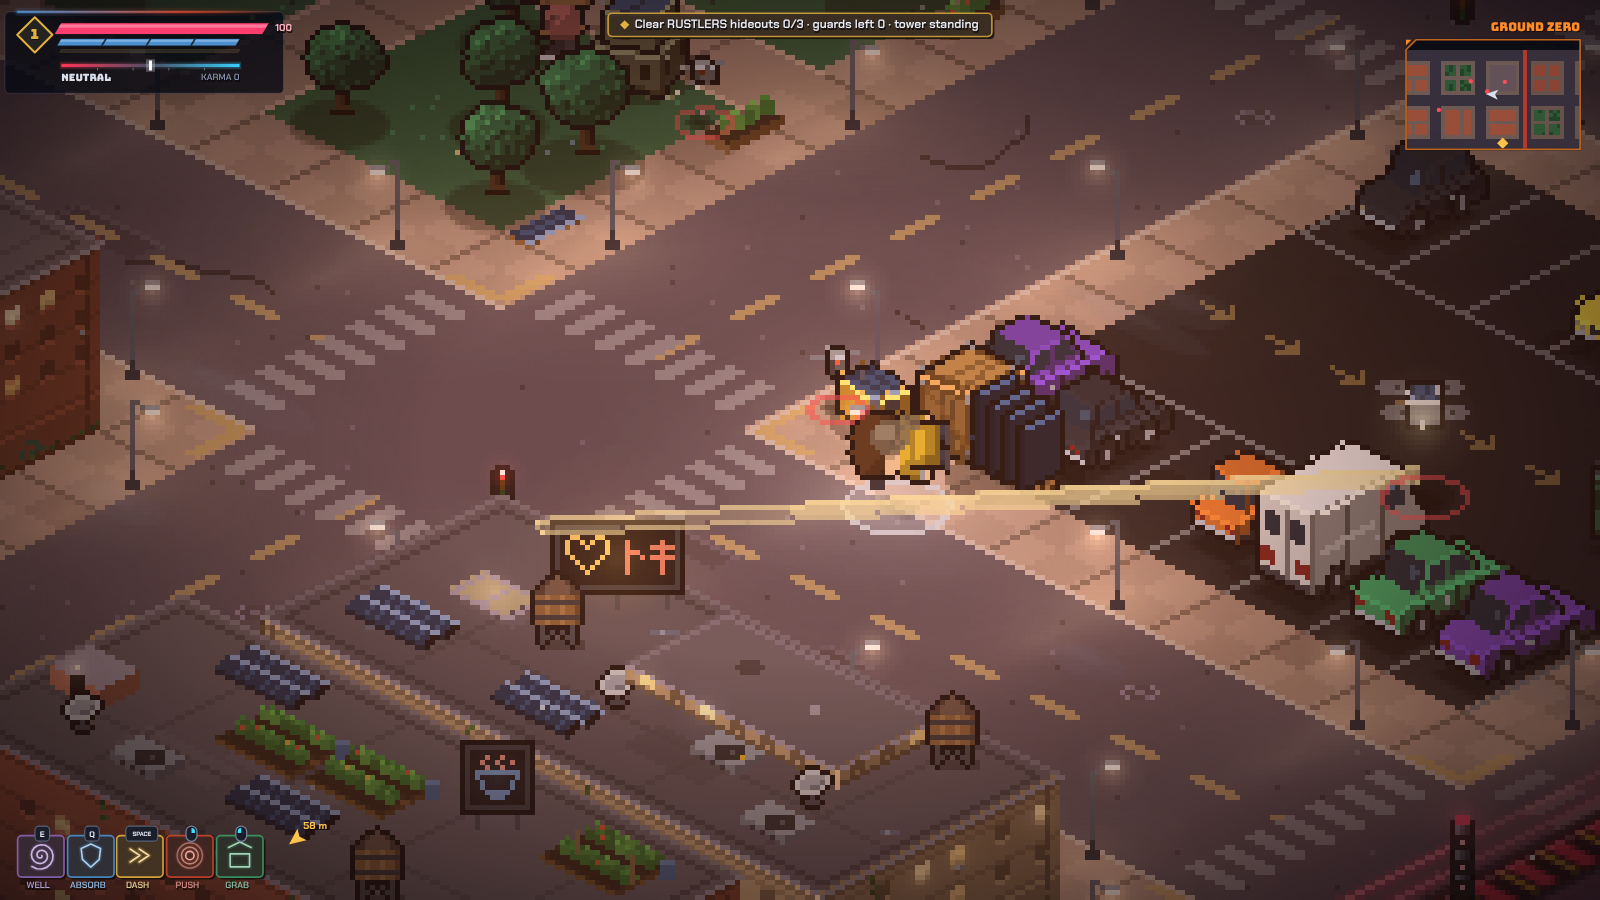 1
100
NEUTRAL
KARMA 0
Clear RUSTLERS hideouts 0/3 · guards left 0 · tower standing
GROUND ZERO
トキ
58 m
E
Q
SPACE
WELL
ABSORB
DASH
PUSH
GRAB